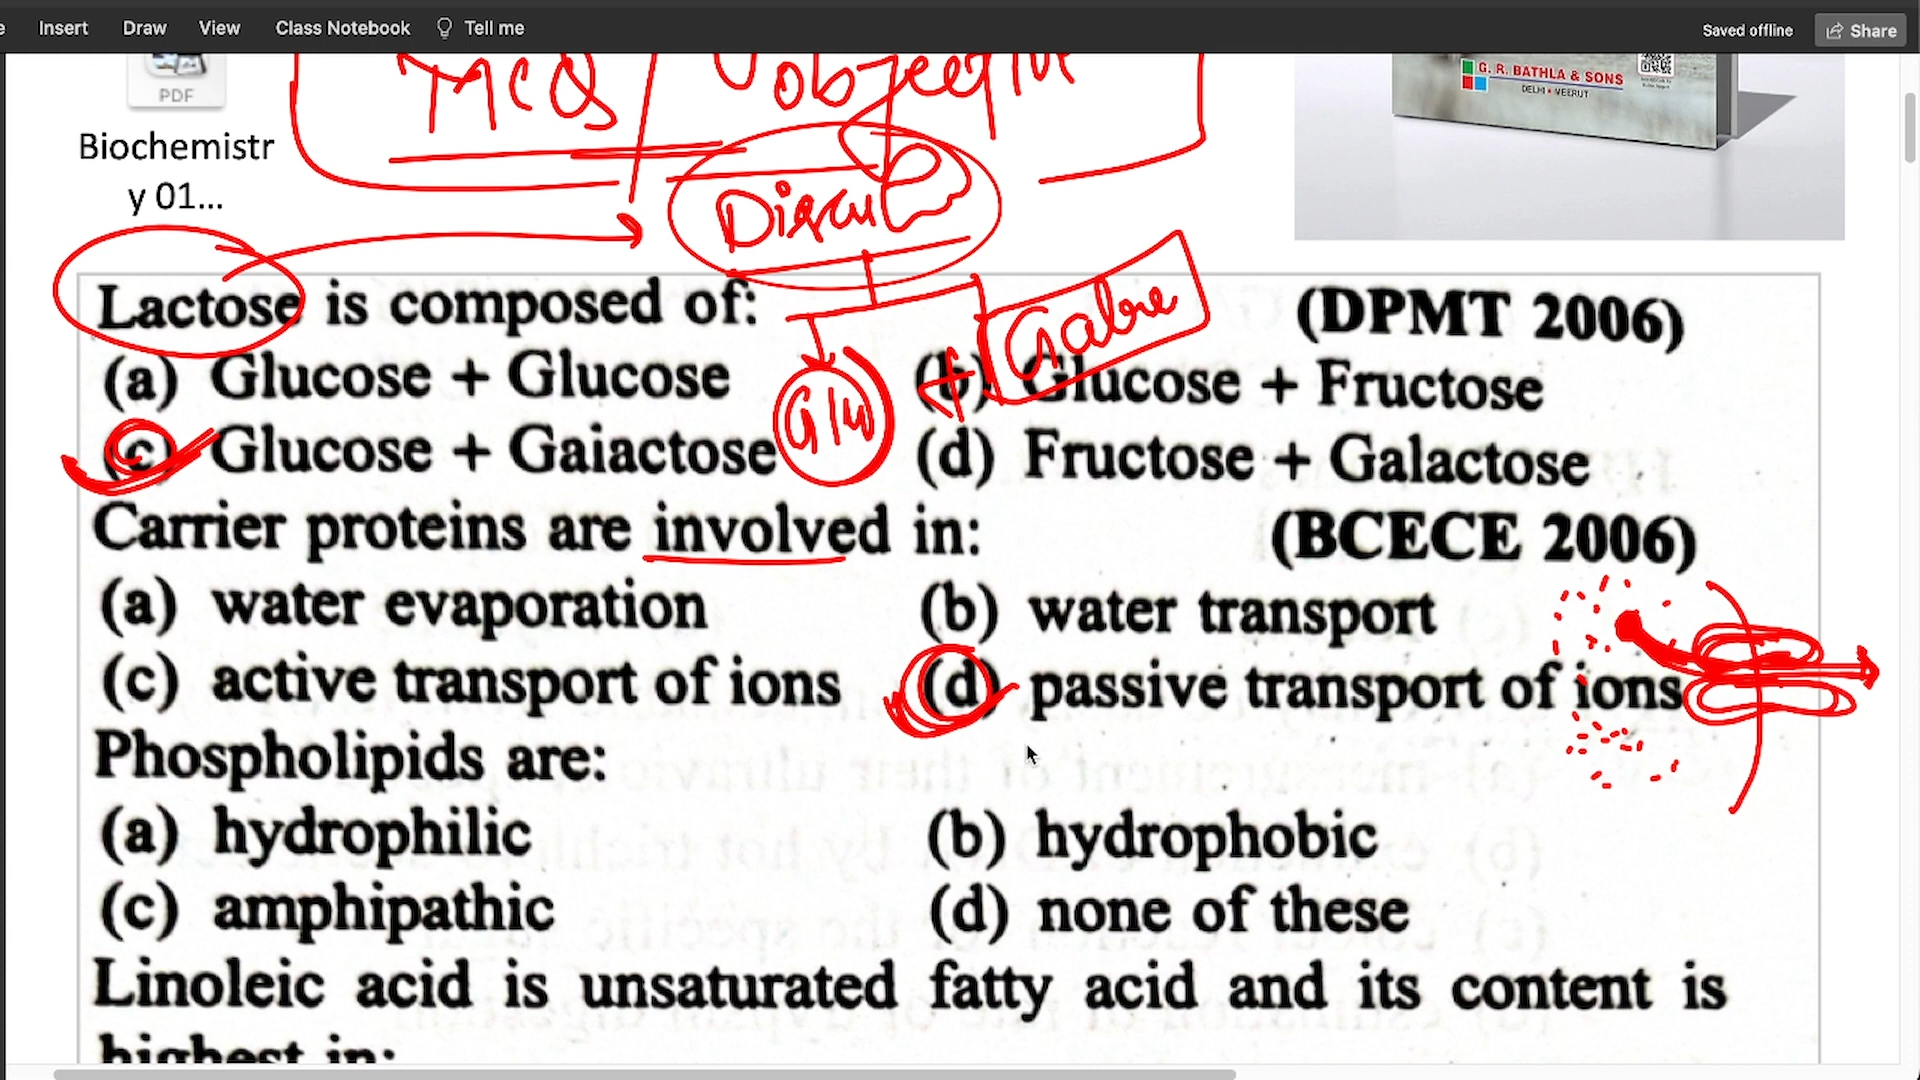 Insert Draw View Class Notebook Tell me Saved offline Share
PDF
Biochemistr
y 01...
MCQ / objective
G. R. BATHLA & SONS
DELHI • MEERUT
Lactose is composed of: (DPMT 2006)
(a) Glucose + Glucose (b) Glucose + Fructose
(c) Glucose + Gaiactose (d) Fructose + Galactose
Glu +
Carrier proteins are involved in: (BCECE 2006)
(a) water evaporation (b) water transport
(c) active transport of ions (d) passive transport of ions
Phospholipids are:
(a) hydrophilic (b) hydrophobic
(c) amphipathic (d) none of these
Linoleic acid is unsaturated fatty acid and its content is
highest in: